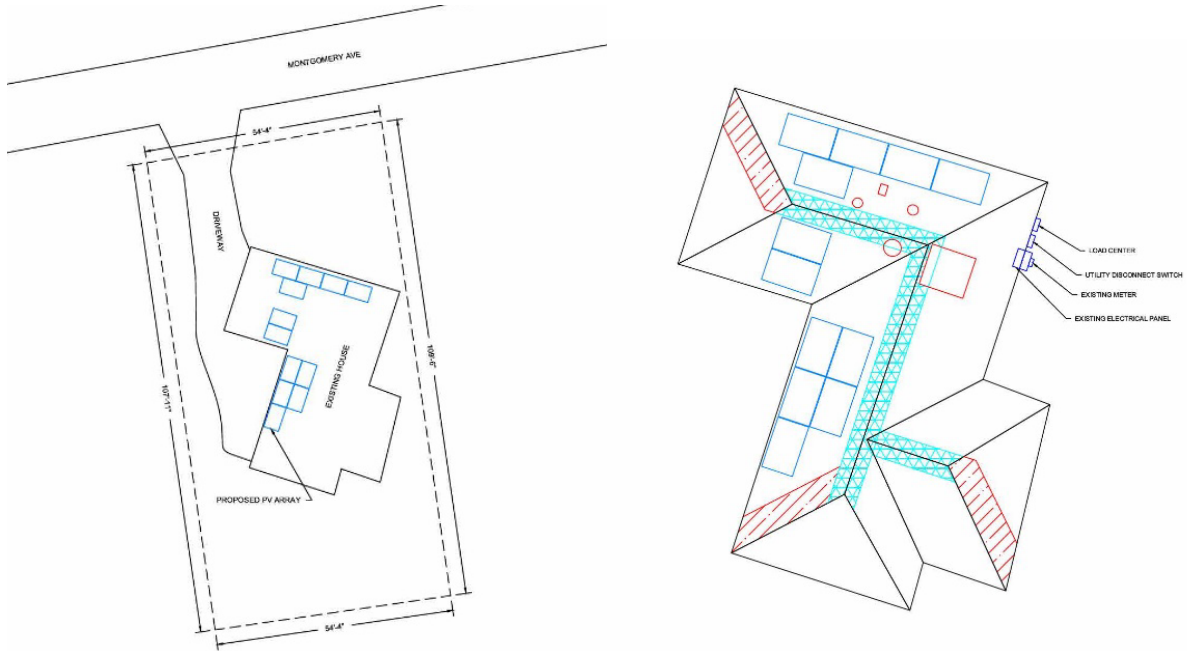 MONTGOMERY AVE
54'-4"
DRIVEWAY
EXISTING HOUSE
107'-11"
109'-6"
PROPOSED PV ARRAY
54'-4"
LOAD CENTER
UTILITY DISCONNECT SWITCH
EXISTING METER
EXISTING ELECTRICAL PANEL